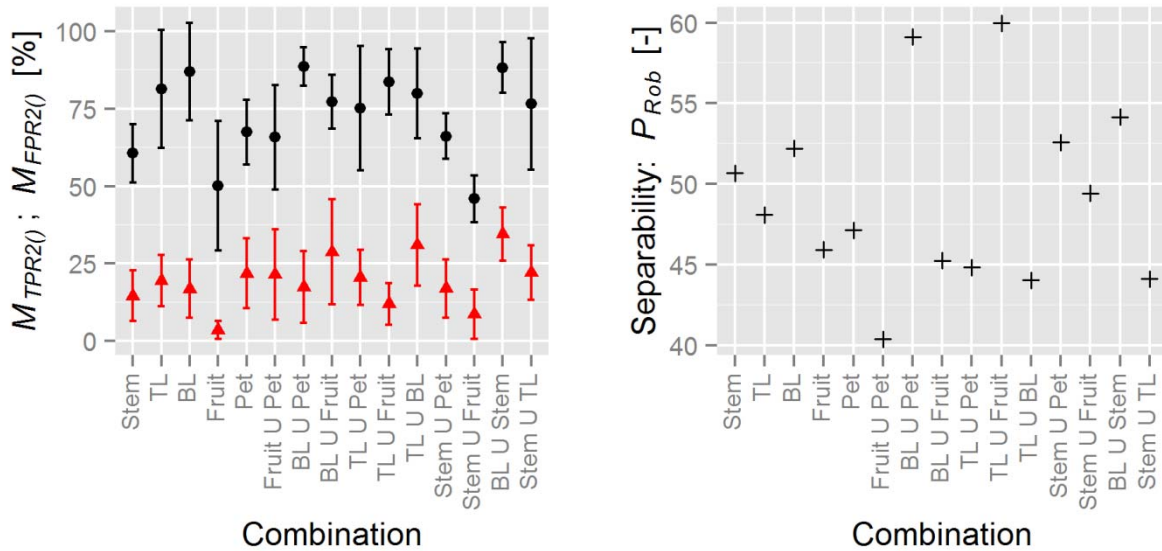 M_TPR2() ; M_FPR2() [%]
100
75
50
25
0
Stem
TL
BL
Fruit
Pet
Fruit U Pet
BL U Pet
BL U Fruit
TL U Pet
TL U Fruit
TL U BL
Stem U Pet
Stem U Fruit
BL U Stem
Stem U TL
Combination
Separability: P_Rob [-]
60
55
50
45
40
Stem
TL
BL
Fruit
Pet
Fruit U Pet
BL U Pet
BL U Fruit
TL U Pet
TL U Fruit
TL U BL
Stem U Pet
Stem U Fruit
BL U Stem
Stem U TL
Combination